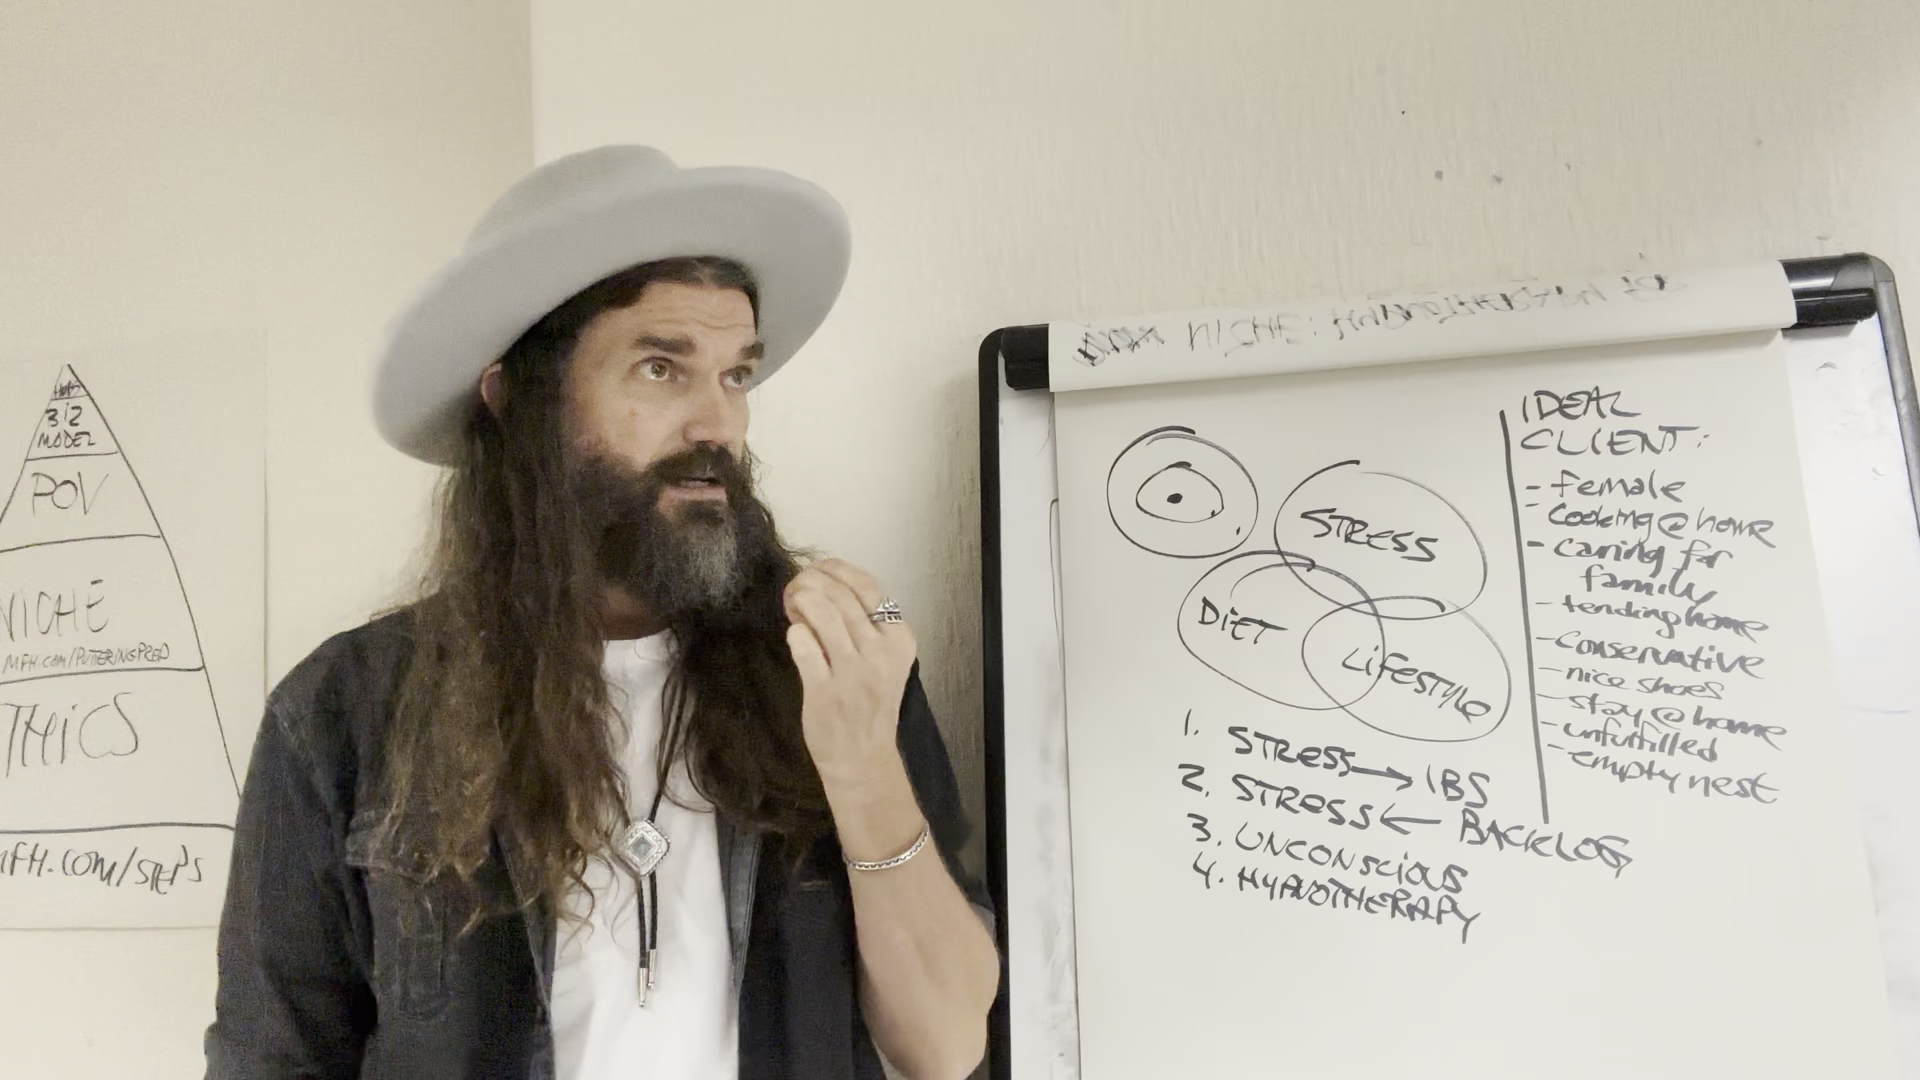 BIZ
MODEL
POV
NICHE
MFH.COM/PUTTERINGPRED
THICS
MFH.COM/STEPS
NICHE: HYPNOTHERAPY
STRESS
DIET
LIFESTYLE
1. STRESS → IBS
2. STRESS ← BACKLOG
3. UNCONSCIOUS
4. HYPNOTHERAPY
IDEAL
CLIENT:
- female
- cooking @ home
- caring for
family
- tending home
- conservative
- nice shoes
- stay @ home
- unfulfilled
- empty nest